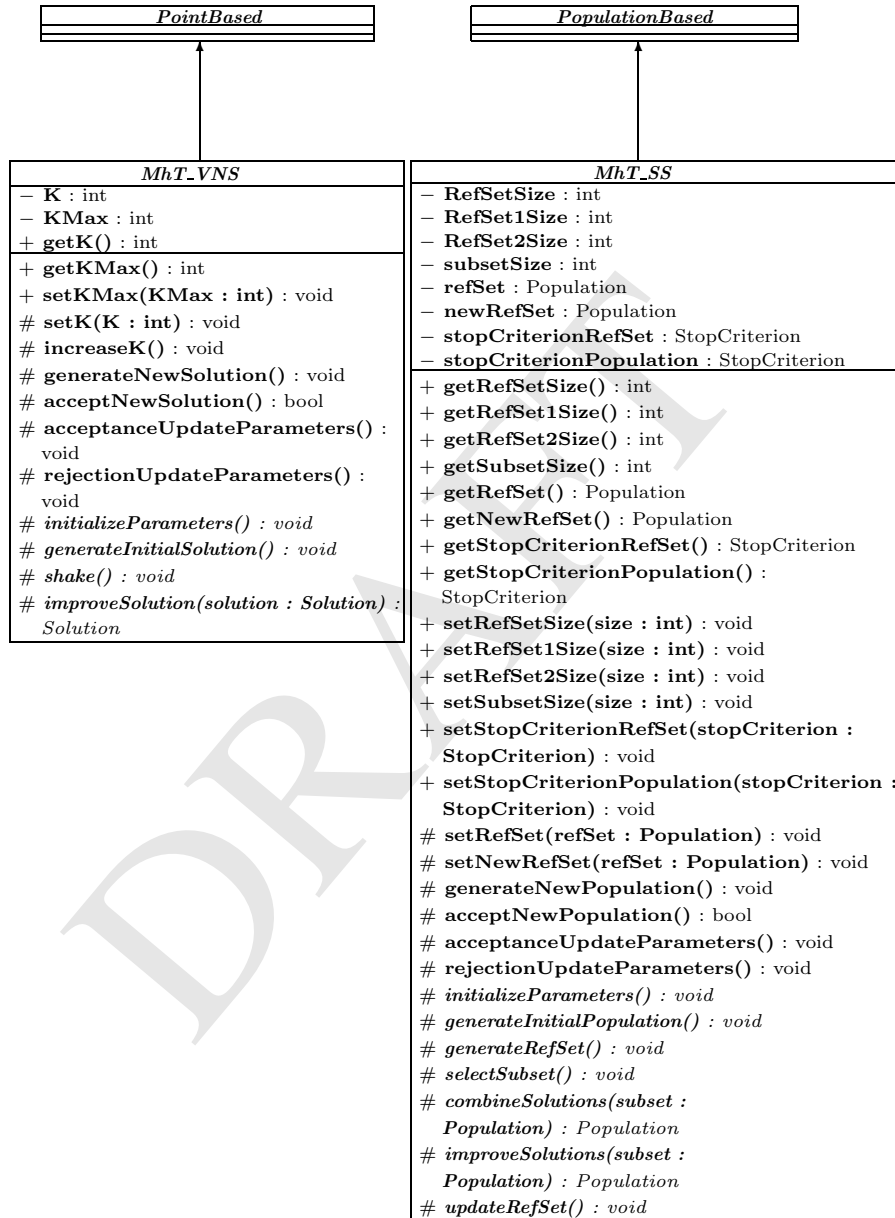 PointBased
PopulationBased
MhT_VNS
− K : int
− KMax : int
+ getK() : int
+ getKMax() : int
+ setKMax(KMax : int) : void
# setK(K : int) : void
# increaseK() : void
# generateNewSolution() : void
# acceptNewSolution() : bool
# acceptanceUpdateParameters() :
void
# rejectionUpdateParameters() :
void
# initializeParameters() : void
# generateInitialSolution() : void
# shake() : void
# improveSolution(solution : Solution) :
Solution
MhT_SS
− RefSetSize : int
− RefSet1Size : int
− RefSet2Size : int
− subsetSize : int
− refSet : Population
− newRefSet : Population
− stopCriterionRefSet : StopCriterion
− stopCriterionPopulation : StopCriterion
+ getRefSetSize() : int
+ getRefSet1Size() : int
+ getRefSet2Size() : int
+ getSubsetSize() : int
+ getRefSet() : Population
+ getNewRefSet() : Population
+ getStopCriterionRefSet() : StopCriterion
+ getStopCriterionPopulation() :
StopCriterion
+ setRefSetSize(size : int) : void
+ setRefSet1Size(size : int) : void
+ setRefSet2Size(size : int) : void
+ setSubsetSize(size : int) : void
+ setStopCriterionRefSet(stopCriterion :
StopCriterion) : void
+ setStopCriterionPopulation(stopCriterion :
StopCriterion) : void
# setRefSet(refSet : Population) : void
# setNewRefSet(refSet : Population) : void
# generateNewPopulation() : void
# acceptNewPopulation() : bool
# acceptanceUpdateParameters() : void
# rejectionUpdateParameters() : void
# initializeParameters() : void
# generateInitialPopulation() : void
# generateRefSet() : void
# selectSubset() : void
# combineSolutions(subset :
Population) : Population
# improveSolutions(subset :
Population) : Population
# updateRefSet() : void
DRAFT